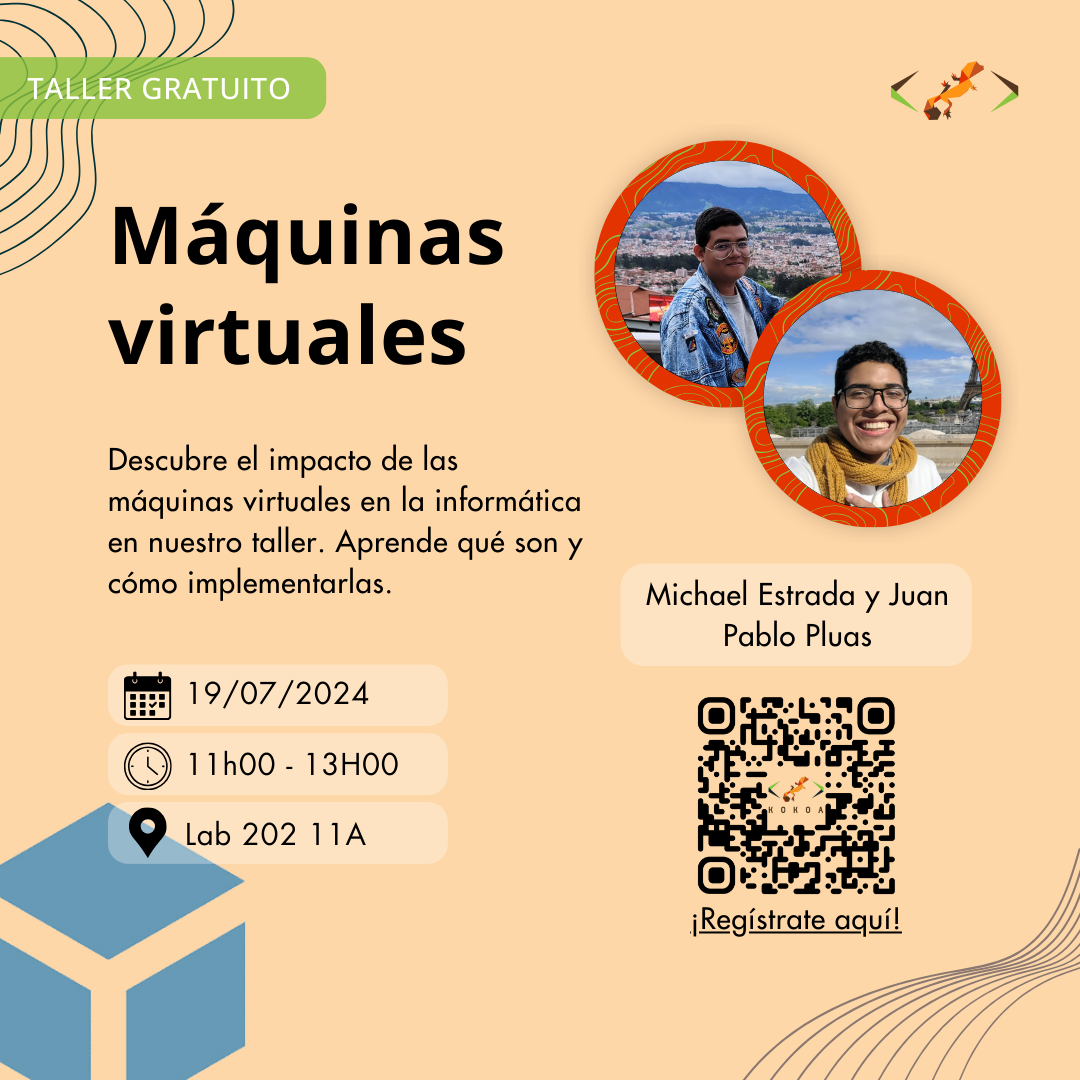 TALLER GRATUITO
Máquinas
virtuales
Descubre el impacto de las
máquinas virtuales en la informática
en nuestro taller. Aprende qué son y
cómo implementarlas.
19/07/2024
11h00 - 13H00
Lab 202 11A
Michael Estrada y Juan
Pablo Pluas
KOKOA
¡Regístrate aquí!